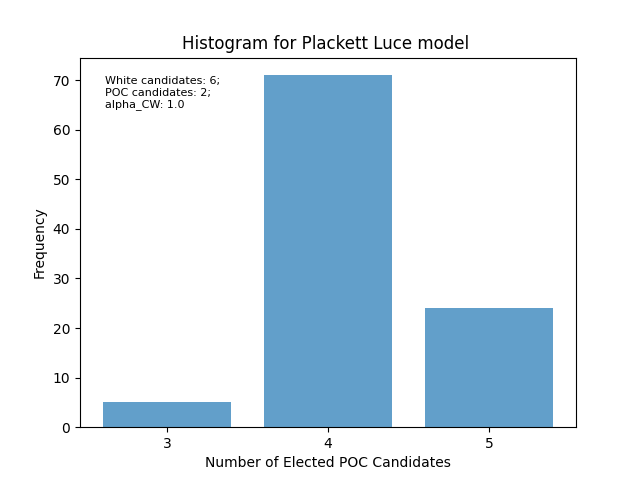 Histogram for Plackett Luce model
White candidates: 6;
POC candidates: 2;
alpha_CW: 1.0
Frequency
70
60
50
40
30
20
10
0
3 4 5
Number of Elected POC Candidates